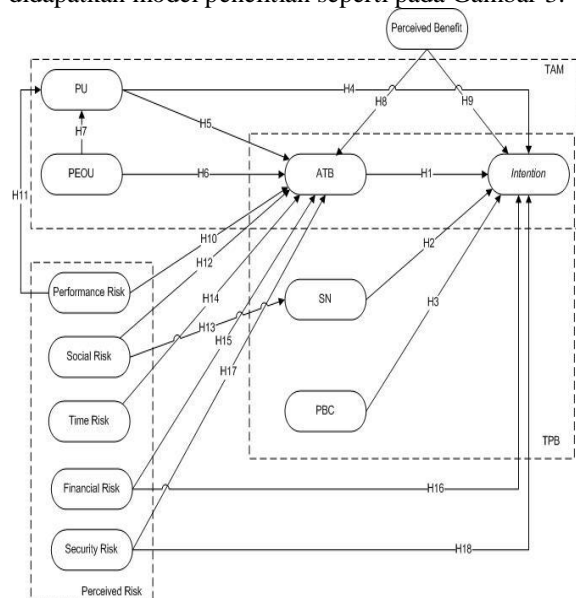 didapatkan model penelitian seperti pada Gambar 3.
Perceived Benefit
TAM
PU
H4
H8
H9
H5
H7
PEOU
H6
ATB
H1
Intention
H11
H10
H12
H2
Performance Risk
H14
SN
H3
H13
H15
Social Risk
H17
PBC
Time Risk
TPB
Financial Risk
H16
Security Risk
H18
Perceived Risk